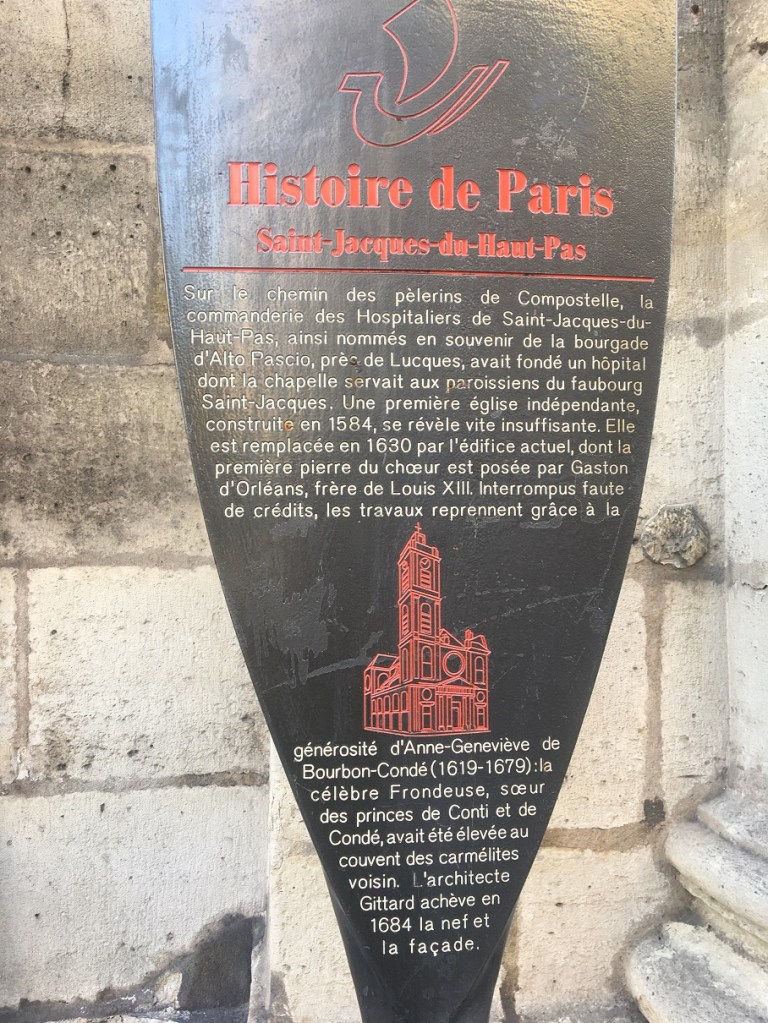 Histoire de Paris
Saint-Jacques-du-Haut-Pas
Sur le chemin des pèlerins de Compostelle, la
commanderie des Hospitaliers de Saint-Jacques-du-
Haut-Pas, ainsi nommés en souvenir de la bourgade
d'Alto Pascio, près de Lucques, avait fondé un hôpital
dont la chapelle servait aux paroissiens du faubourg
Saint-Jacques. Une première église indépendante,
construite en 1584, se révèle vite insuffisante. Elle
est remplacée en 1630 par l'édifice actuel, dont la
première pierre du chœur est posée par Gaston
d'Orléans, frère de Louis XIII. Interrompus faute
de crédits, les travaux reprennent grâce à la
générosité d'Anne-Geneviève de
Bourbon-Condé (1619-1679): la
célèbre Frondeuse, sœur
des princes de Conti et de
Condé, avait été élevée au
couvent des carmélites
voisin. L'architecte
Gittard achève en
1684 la nef et
la façade.